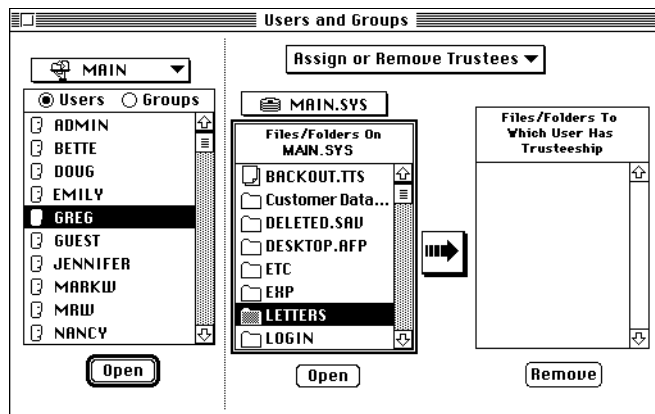 Users and Groups
MAIN
Users Groups
ADMIN
BETTE
DOUG
EMILY
GREG
GUEST
JENNIFER
MARKW
MRW
NANCY
Open
Assign or Remove Trustees
MAIN.SYS
Files/Folders On
MAIN.SYS
BACKOUT.TTS
Customer Data...
DELETED.SAV
DESKTOP.AFP
ETC
EXP
LETTERS
LOGIN
Open
Files/Folders To
Which User Has
Trusteeship
Remove